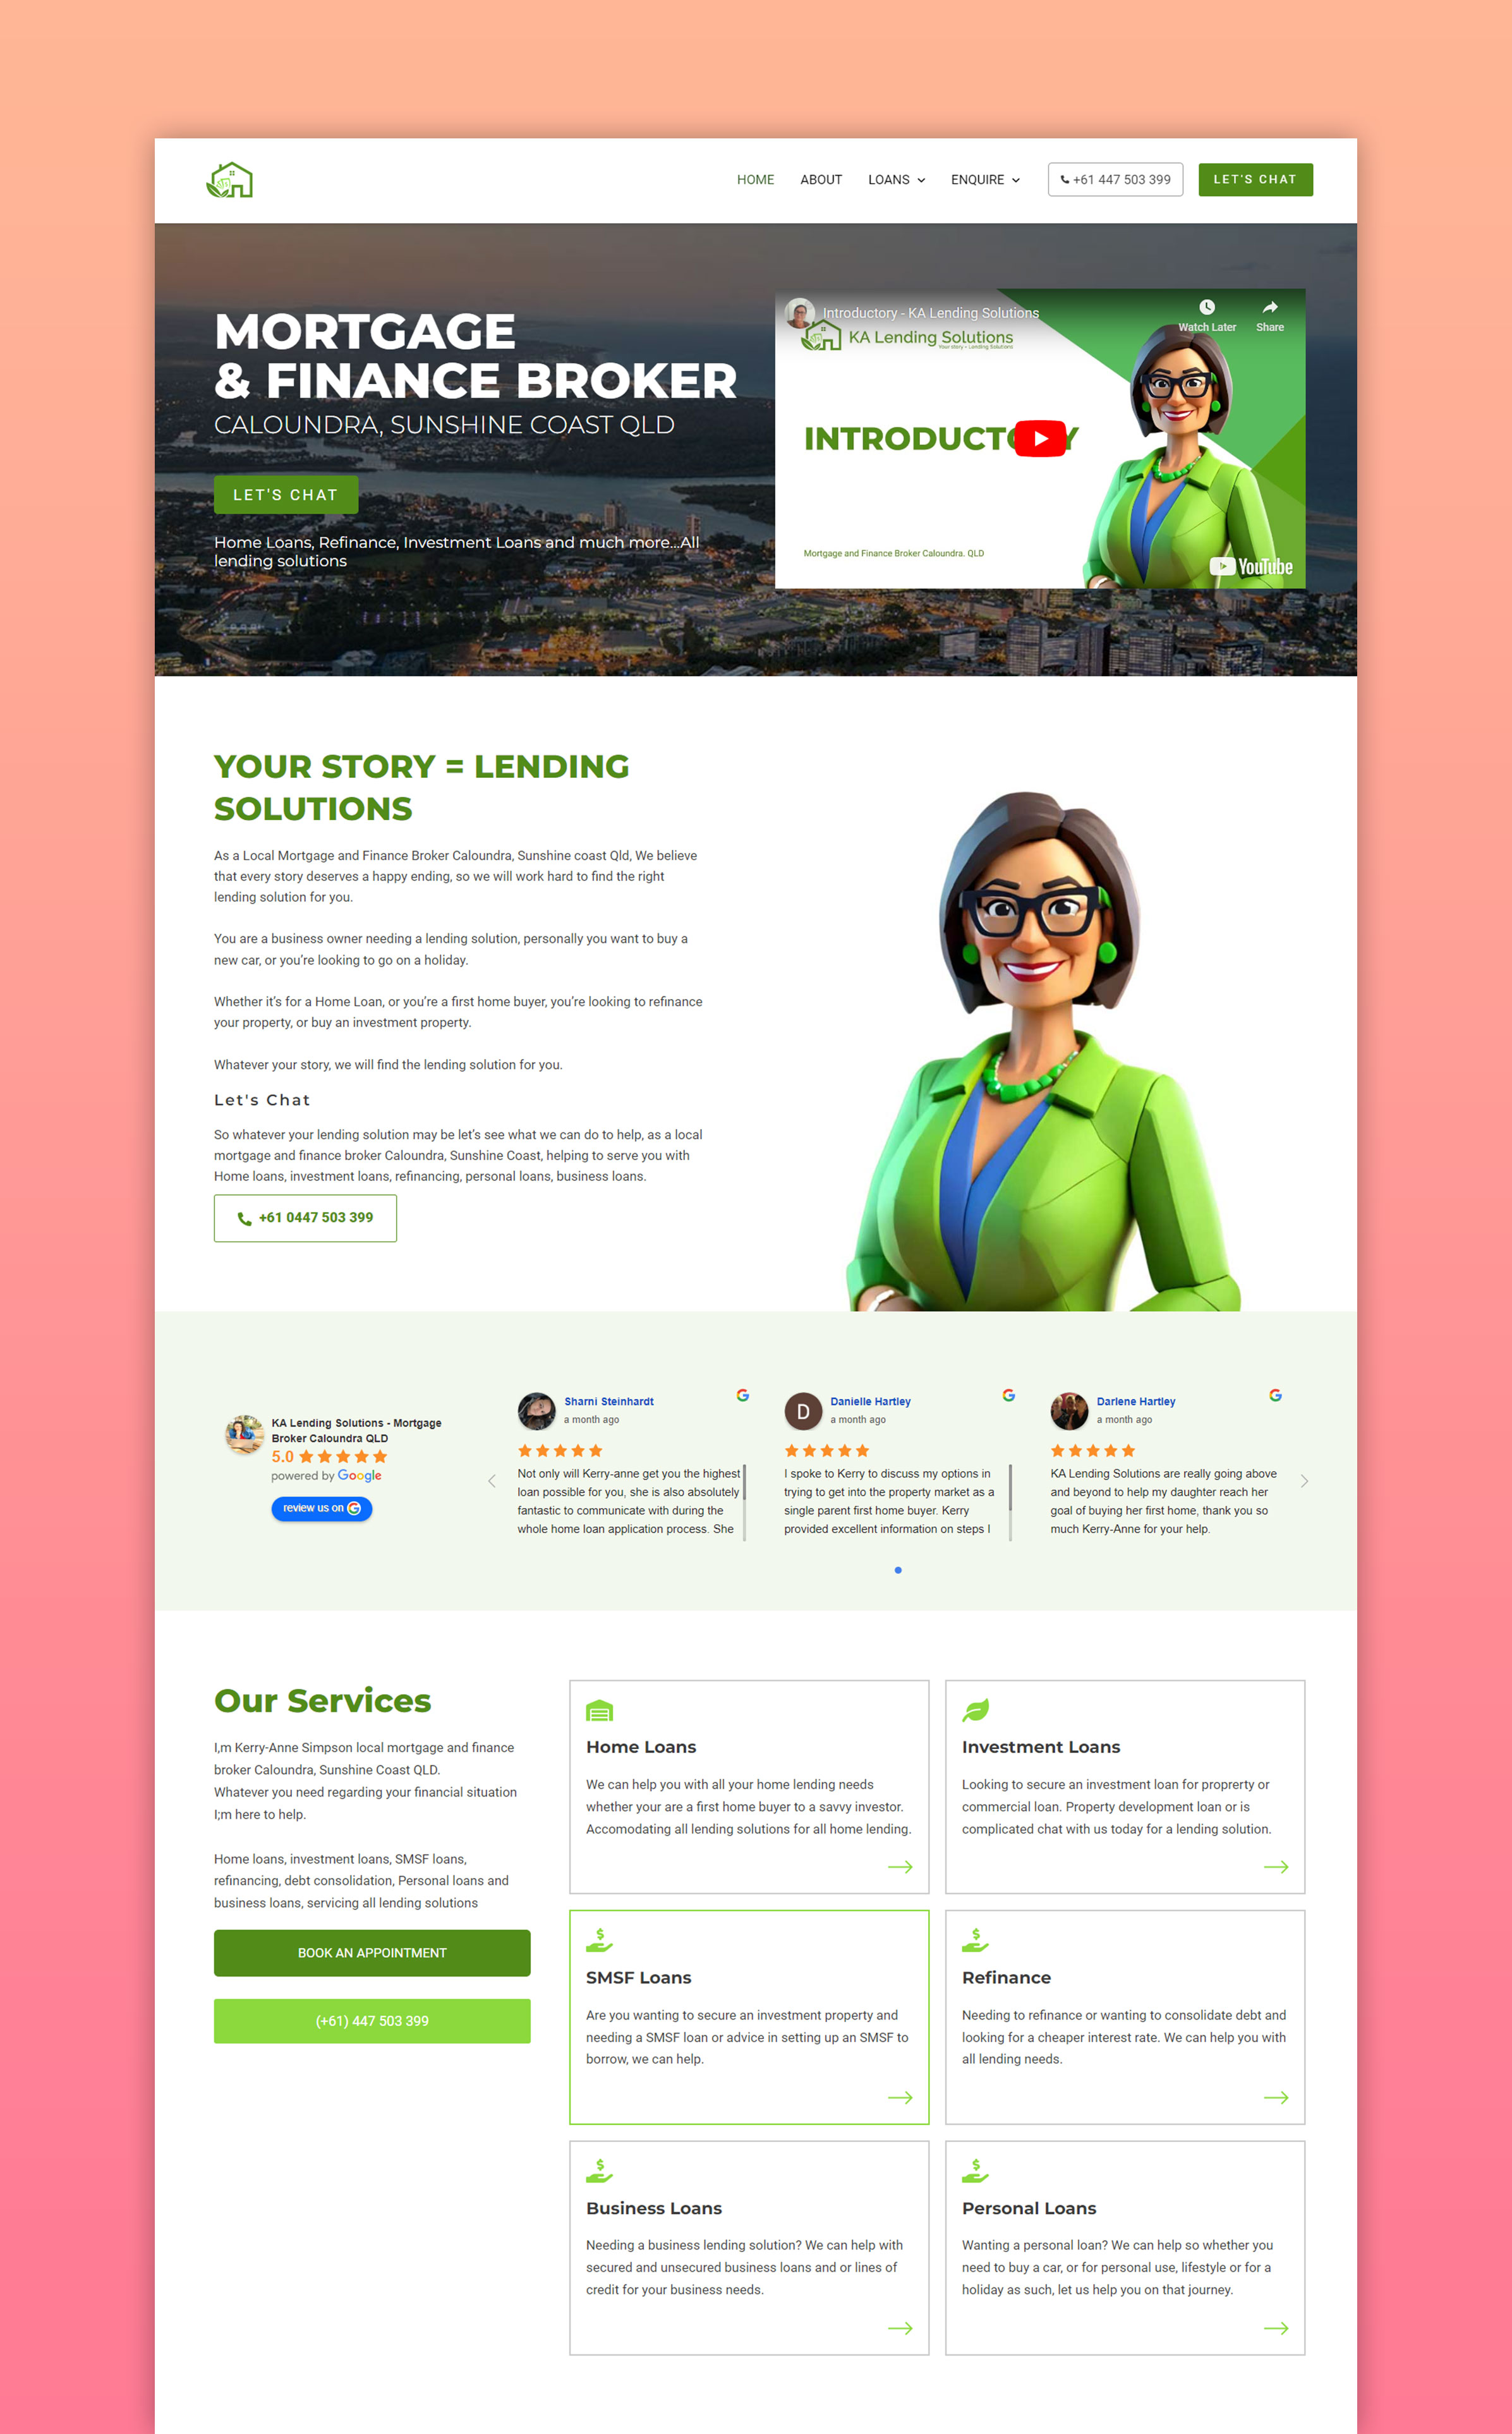 HOME ABOUT LOANS ENQUIRE +61 447 503 399 LET'S CHAT
MORTGAGE
& FINANCE BROKER
CALOUNDRA, SUNSHINE COAST QLD
LET'S CHAT
Home Loans, Refinance, Investment Loans and much more...All
lending solutions
Introductory - KA Lending Solutions
Watch Later Share
KA Lending Solutions
Your story = Lending Solutions
Mortgage and Finance Broker Caloundra. QLD
YouTube
YOUR STORY = LENDING
SOLUTIONS
As a Local Mortgage and Finance Broker Caloundra, Sunshine coast Qld, We believe
that every story deserves a happy ending, so we will work hard to find the right
lending solution for you.
You are a business owner needing a lending solution, personally you want to buy a
new car, or you’re looking to go on a holiday.
Whether it’s for a Home Loan, or you’re a first home buyer, you’re looking to refinance
your property, or buy an investment property.
Whatever your story, we will find the lending solution for you.
Let's Chat
So whatever your lending solution may be let’s see what we can do to help, as a local
mortgage and finance broker Caloundra, Sunshine Coast, helping to serve you with
Home loans, investment loans, refinancing, personal loans, business loans.
+61 0447 503 399
KA Lending Solutions - Mortgage
Broker Caloundra QLD
5.0
powered by Google
review us on
Sharni Steinhardt
a month ago
Not only will Kerry-anne get you the highest
loan possible for you, she is also absolutely
fantastic to communicate with during the
whole home loan application process. She
D
Danielle Hartley
a month ago
I spoke to Kerry to discuss my options in
trying to get into the property market as a
single parent first home buyer. Kerry
provided excellent information on steps I
Darlene Hartley
a month ago
KA Lending Solutions are really going above
and beyond to help my daughter reach her
goal of buying her first home, thank you so
much Kerry-Anne for your help.
Our Services
I,m Kerry-Anne Simpson local mortgage and finance
broker Caloundra, Sunshine Coast QLD.
Whatever you need regarding your financial situation
I;m here to help.
Home loans, investment loans, SMSF loans,
refinancing, debt consolidation, Personal loans and
business loans, servicing all lending solutions
BOOK AN APPOINTMENT
(+61) 447 503 399
Home Loans
We can help you with all your home lending needs
whether your are a first home buyer to a savvy investor.
Accomodating all lending solutions for all home lending.
Investment Loans
Looking to secure an investment loan for proprerty or
commercial loan. Property development loan or is
complicated chat with us today for a lending solution.
SMSF Loans
Are you wanting to secure an investment property and
needing a SMSF loan or advice in setting up an SMSF to
borrow, we can help.
Refinance
Needing to refinance or wanting to consolidate debt and
looking for a cheaper interest rate. We can help you with
all lending needs.
Business Loans
Needing a business lending solution? We can help with
secured and unsecured business loans and or lines of
credit for your business needs.
Personal Loans
Wanting a personal loan? We can help so whether you
need to buy a car, or for personal use, lifestyle or for a
holiday as such, let us help you on that journey.